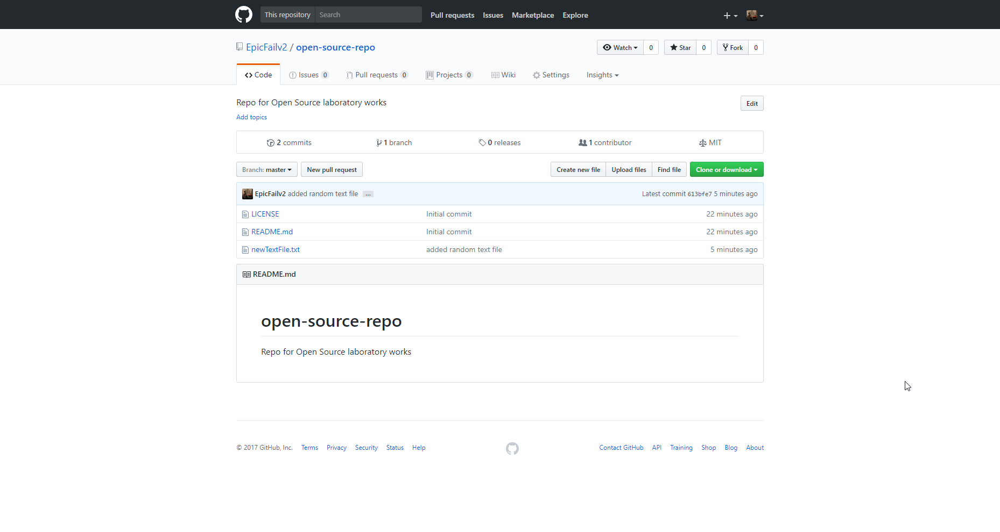 This repository Search Pull requests Issues Marketplace Explore
EpicFailv2 / open-source-repo Watch 0 Star 0 Fork 0
Code Issues 0 Pull requests 0 Projects 0 Wiki Settings Insights
Repo for Open Source laboratory works Edit
Add topics
2 commits 1 branch 0 releases 1 contributor MIT
Branch: master New pull request Create new file Upload files Find file Clone or download
EpicFailv2 added random text file ... Latest commit 613bfe7 5 minutes ago
LICENSE Initial commit 22 minutes ago
README.md Initial commit 22 minutes ago
newTextFile.txt added random text file 5 minutes ago
README.md
open-source-repo
Repo for Open Source laboratory works
© 2017 GitHub, Inc. Terms Privacy Security Status Help Contact GitHub API Training Shop Blog About